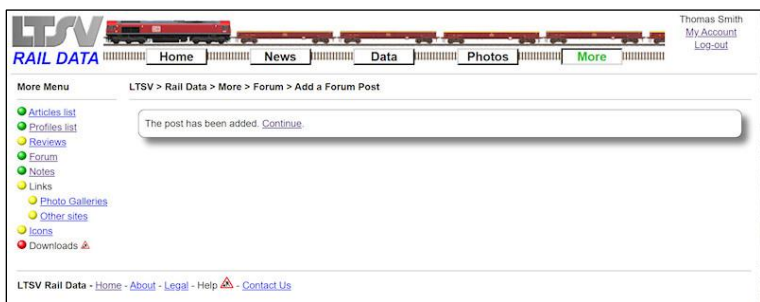 LTSV
RAIL DATA
Home
News
Data
Photos
More
Thomas Smith
My Account
Log-out
More Menu
Articles list
Profiles list
Reviews
Forum
Notes
Links
Photo Galleries
Other sites
Icons
Downloads
LTSV > Rail Data > More > Forum > Add a Forum Post
The post has been added. Continue.
LTSV Rail Data - Home - About - Legal - Help - Contact Us